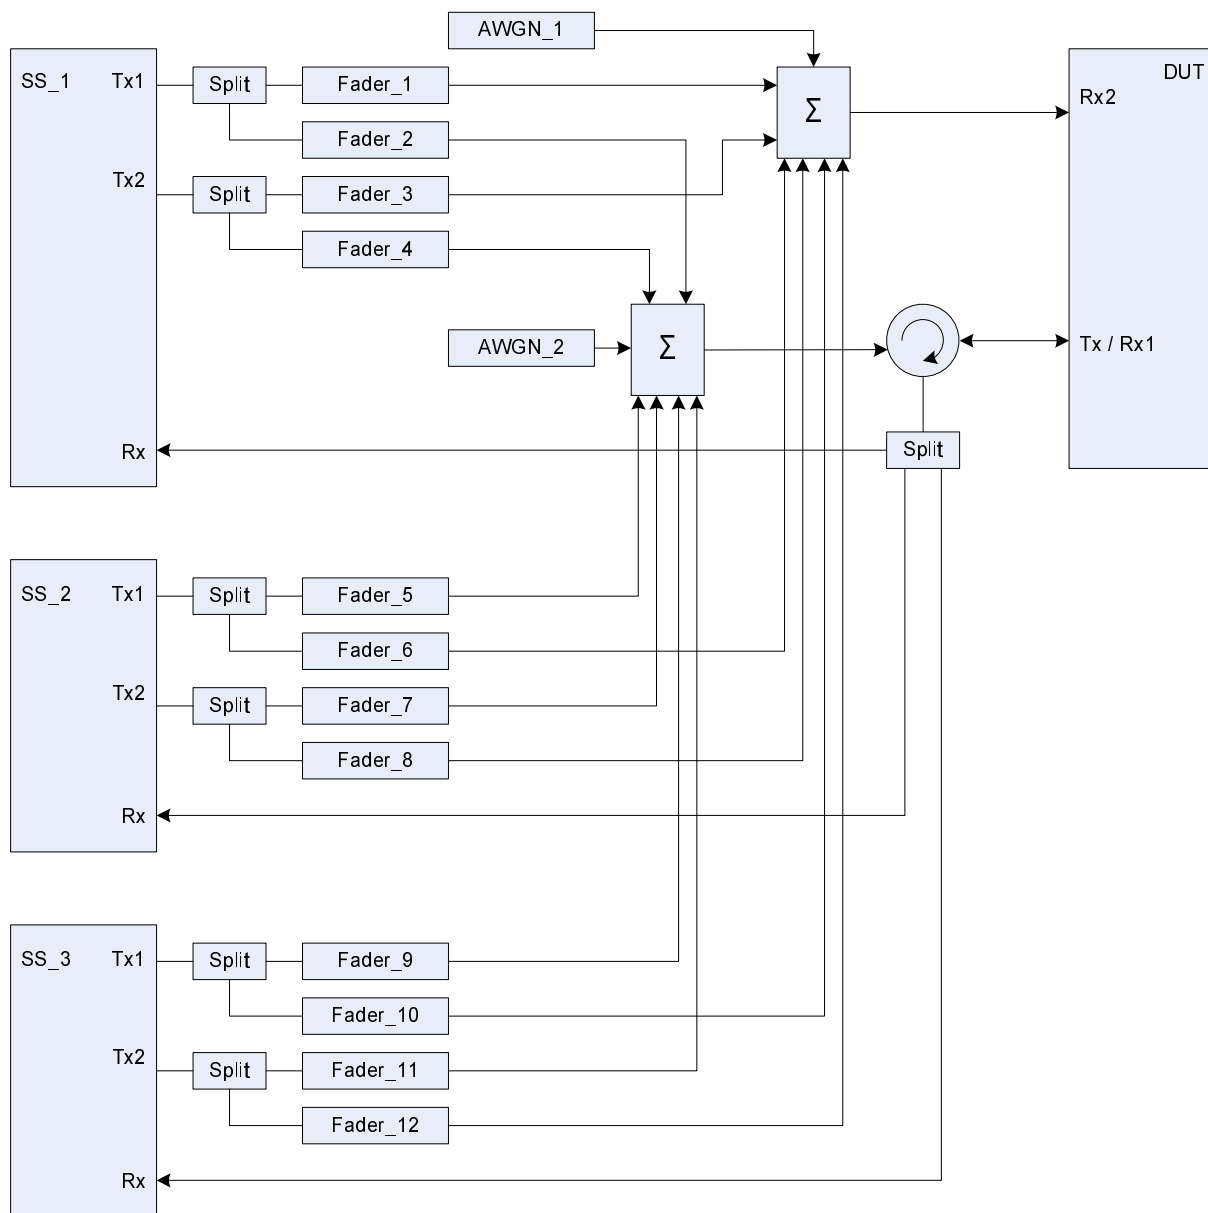 AWGN_1
SS_1
Tx1
Split
Fader_1
Σ
DUT
Rx2
Fader_2
Tx2
Split
Fader_3
Fader_4
AWGN_2
Σ
Tx / Rx1
Rx
Split
SS_2
Tx1
Split
Fader_5
Fader_6
Tx2
Split
Fader_7
Fader_8
Rx
SS_3
Tx1
Split
Fader_9
Fader_10
Tx2
Split
Fader_11
Fader_12
Rx